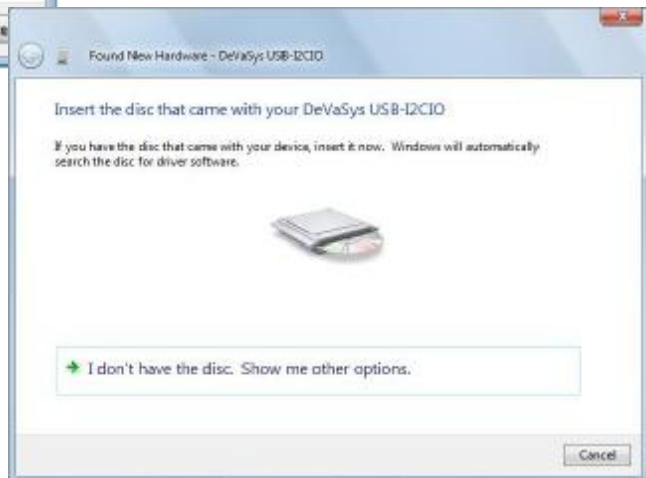 Found New Hardware - DeVaSys USB-I2CIO
Insert the disc that came with your DeVaSys USB-I2CIO
If you have the disc that came with your device, insert it now. Windows will automatically
search the disc for driver software.
I don't have the disc. Show me other options.
Cancel